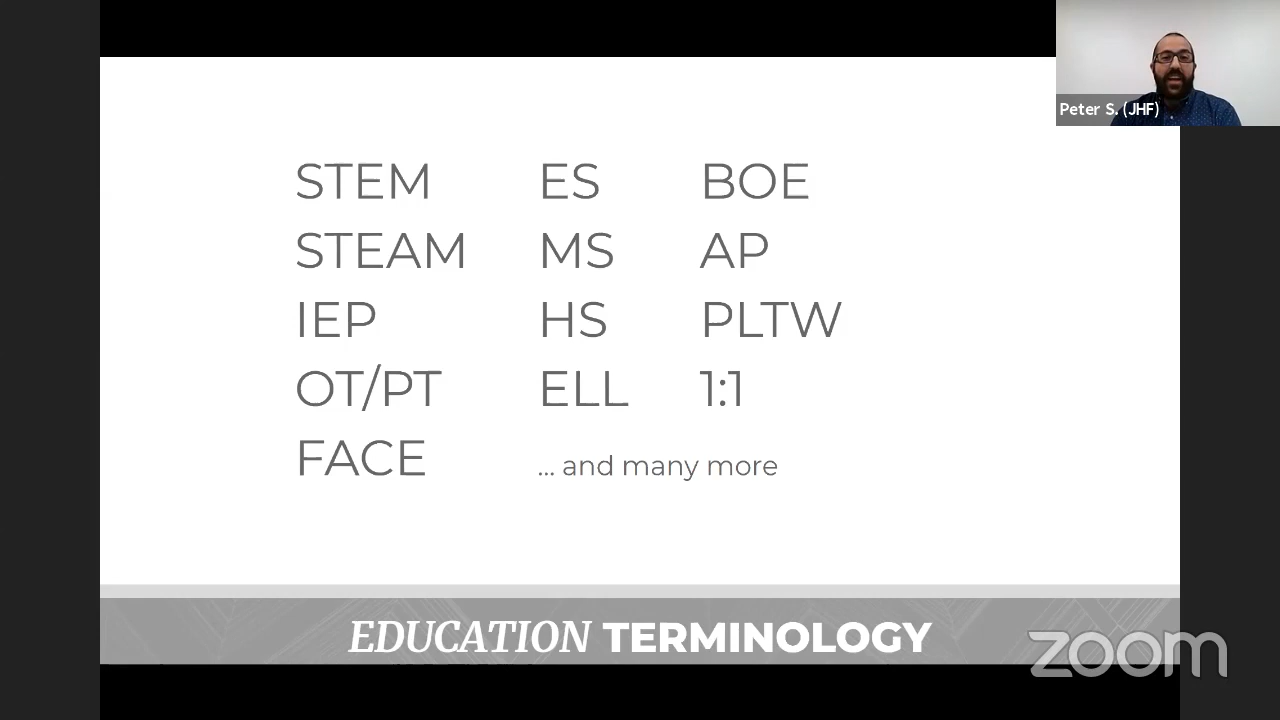 Peter S. (JHF)
STEM ES BOE
STEAM MS AP
IEP HS PLTW
OT/PT ELL 1:1
FACE ... and many more
EDUCATION TERMINOLOGY
zoom